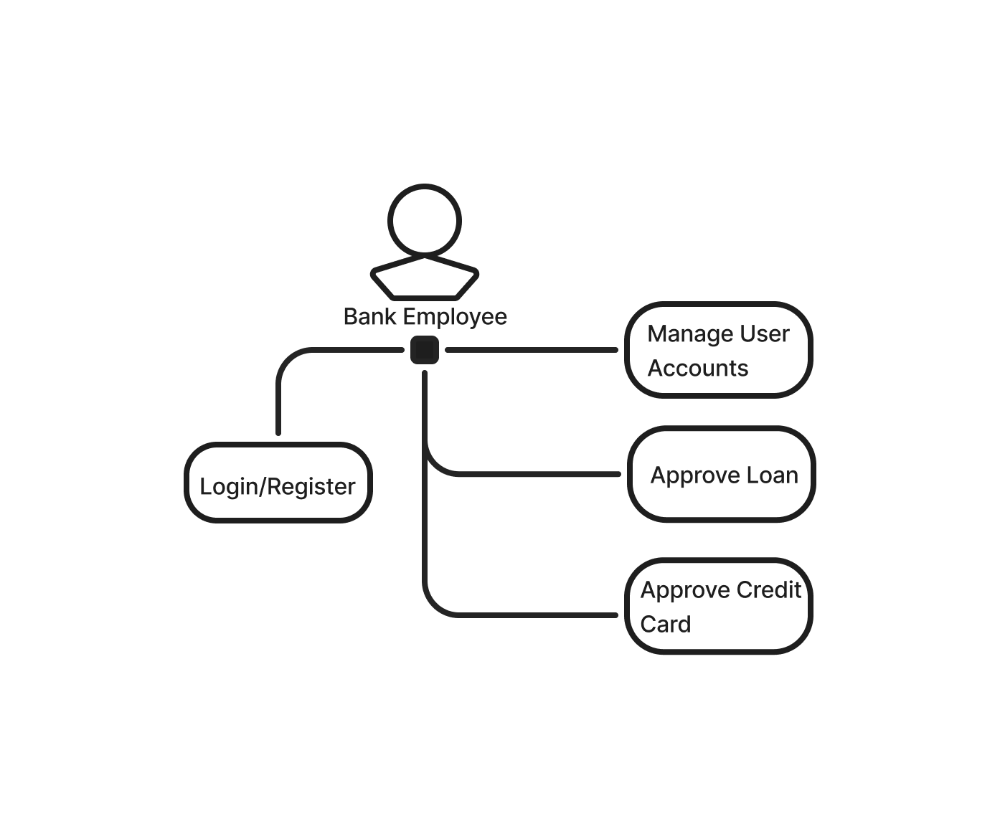 Bank Employee
Manage User
Accounts
Login/Register
Approve Loan
Approve Credit
Card